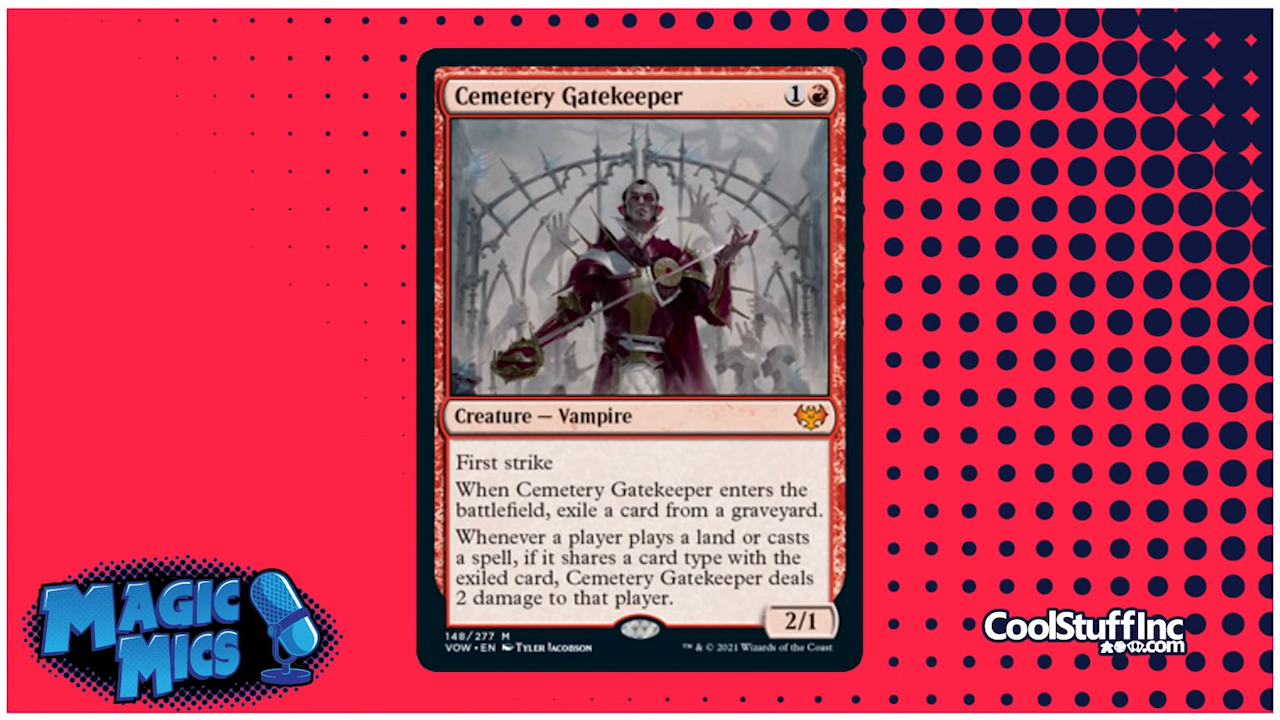 Cemetery Gatekeeper 1
Creature — Vampire
First strike
When Cemetery Gatekeeper enters the
battlefield, exile a card from a graveyard.
Whenever a player plays a land or casts
a spell, if it shares a card type with the
exiled card, Cemetery Gatekeeper deals
2 damage to that player.
2/1
148/277 M
VOW • EN TYLER JACOBSON
™ & © 2021 Wizards of the Coast
MAGIC
MICS
CoolStuffInc
.com